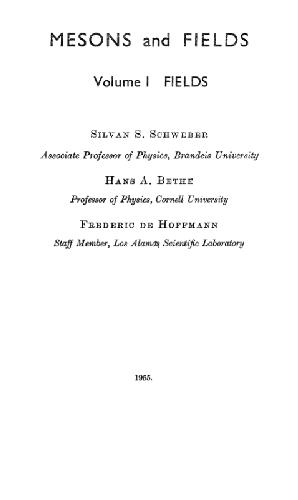 MESONS and FIELDS
Volume I FIELDS
SILVAN S. SCHWEBER
Associate Professor of Physics, Brandeis University
HANS A. BETHE
Professor of Physics, Cornell University
FREDERIC DE HOFFMANN
Staff Member, Los Alamos Scientific Laboratory
1955.